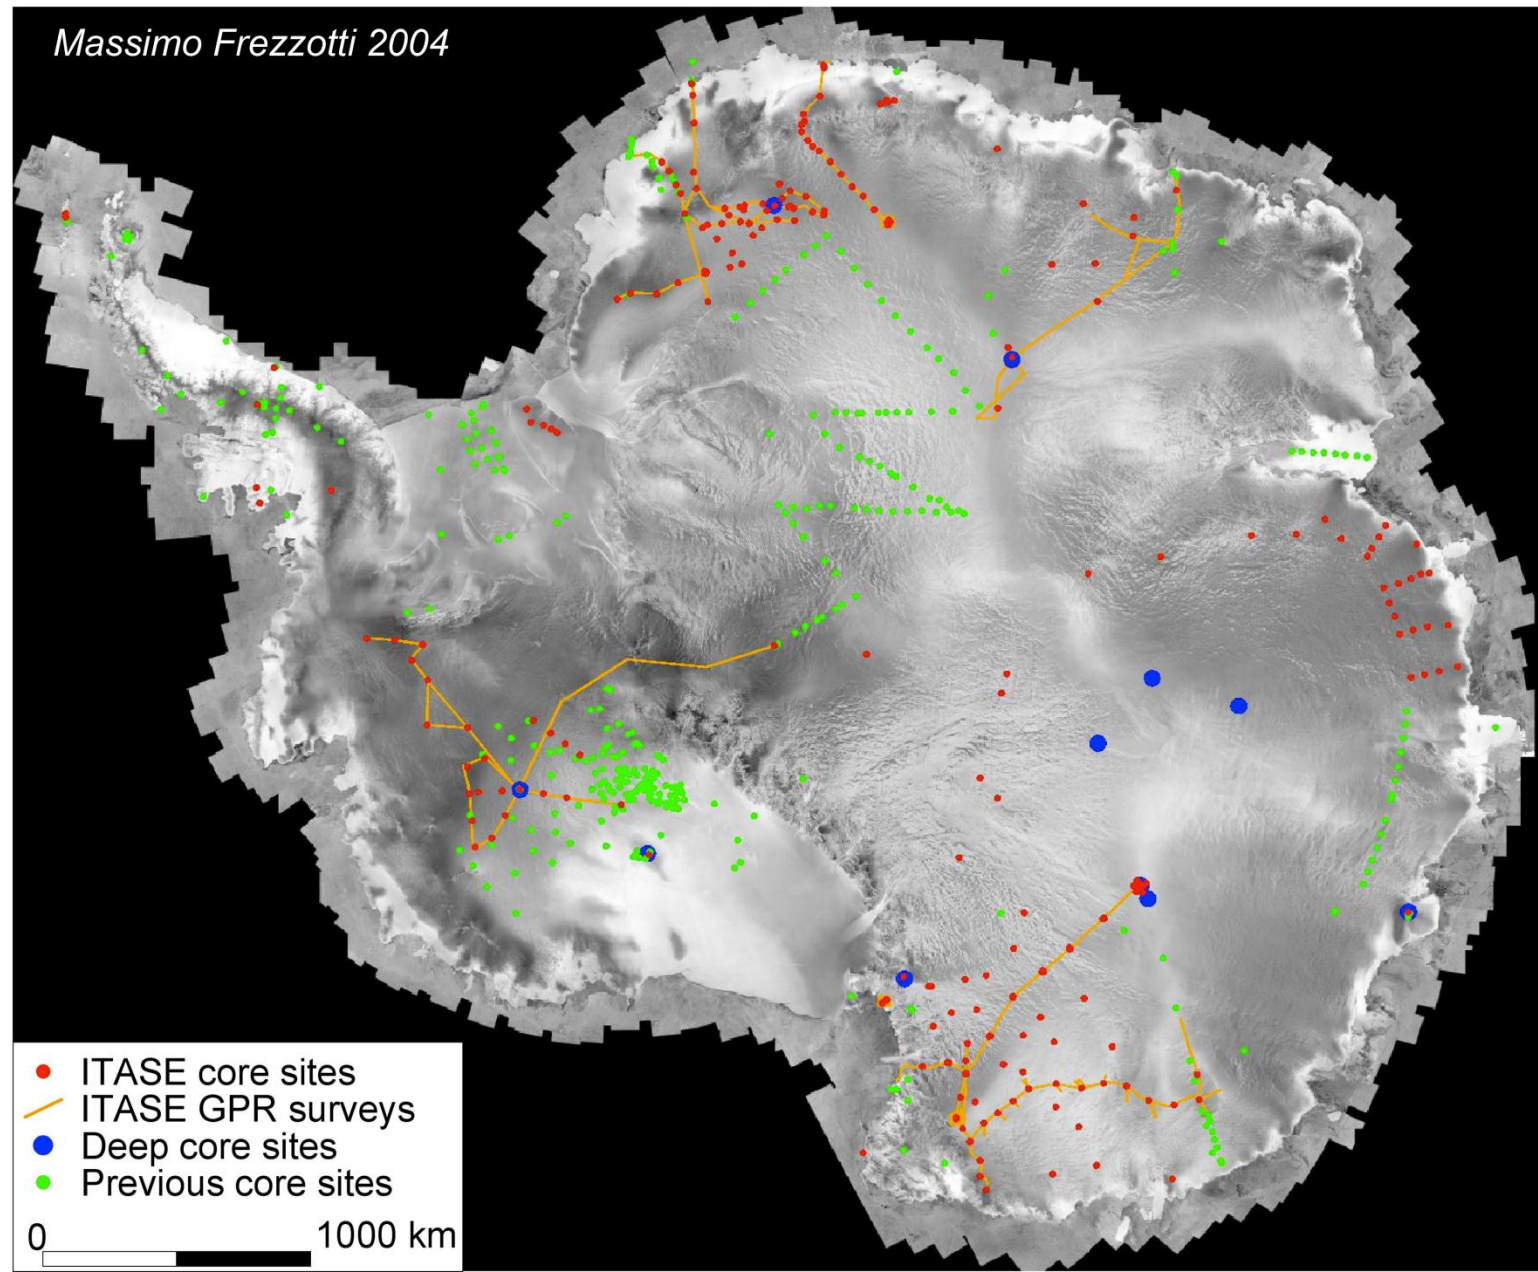 Massimo Frezzotti 2004
ITASE core sites
ITASE GPR surveys
Deep core sites
Previous core sites
0 1000 km